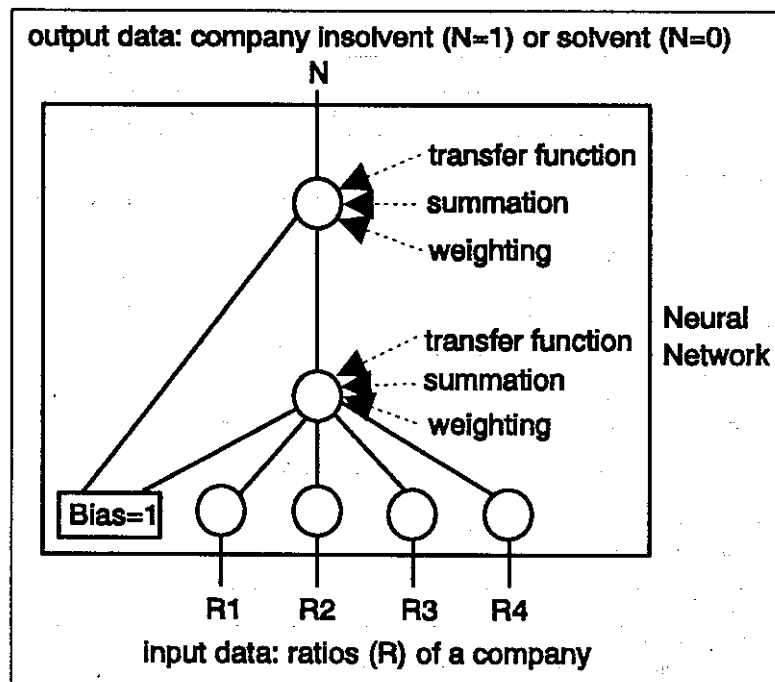 output data: company insolvent (N=1) or solvent (N=0)
N
transfer function
summation
weighting
Neural
Network
transfer function
summation
weighting
Bias=1
R1 R2 R3 R4
input data: ratios (R) of a company